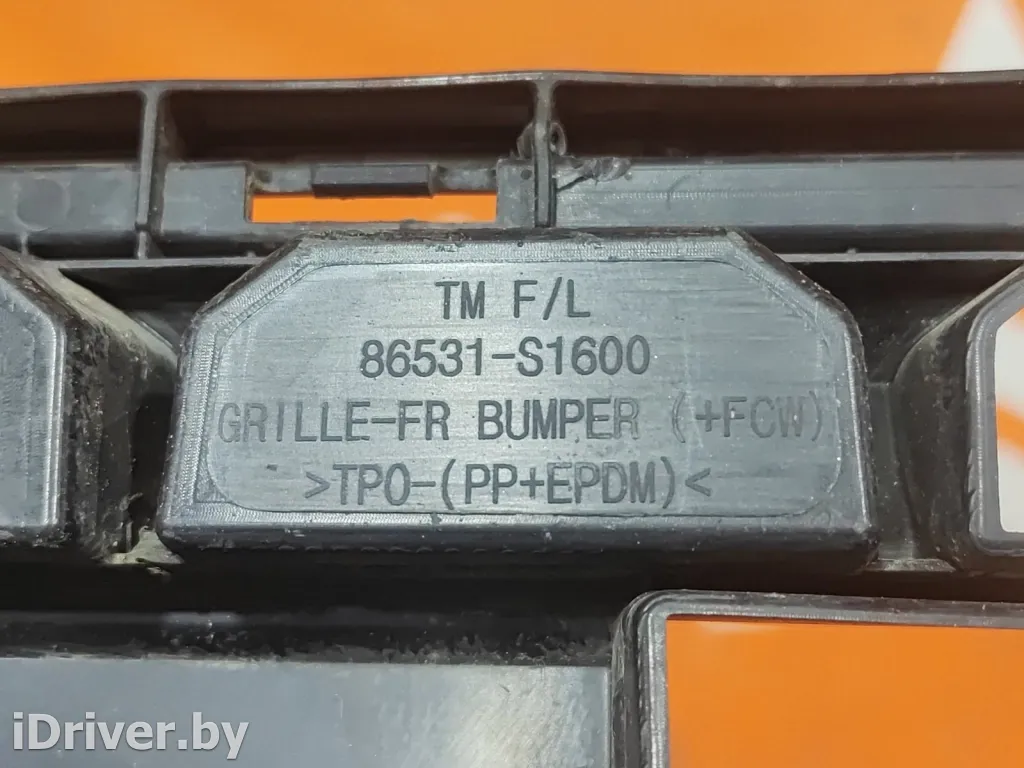 TM F/L
86531-S1600
GRILLE-FR BUMPER (+FCW)
>TPO-(PP+EPDM)<
iDriver.by